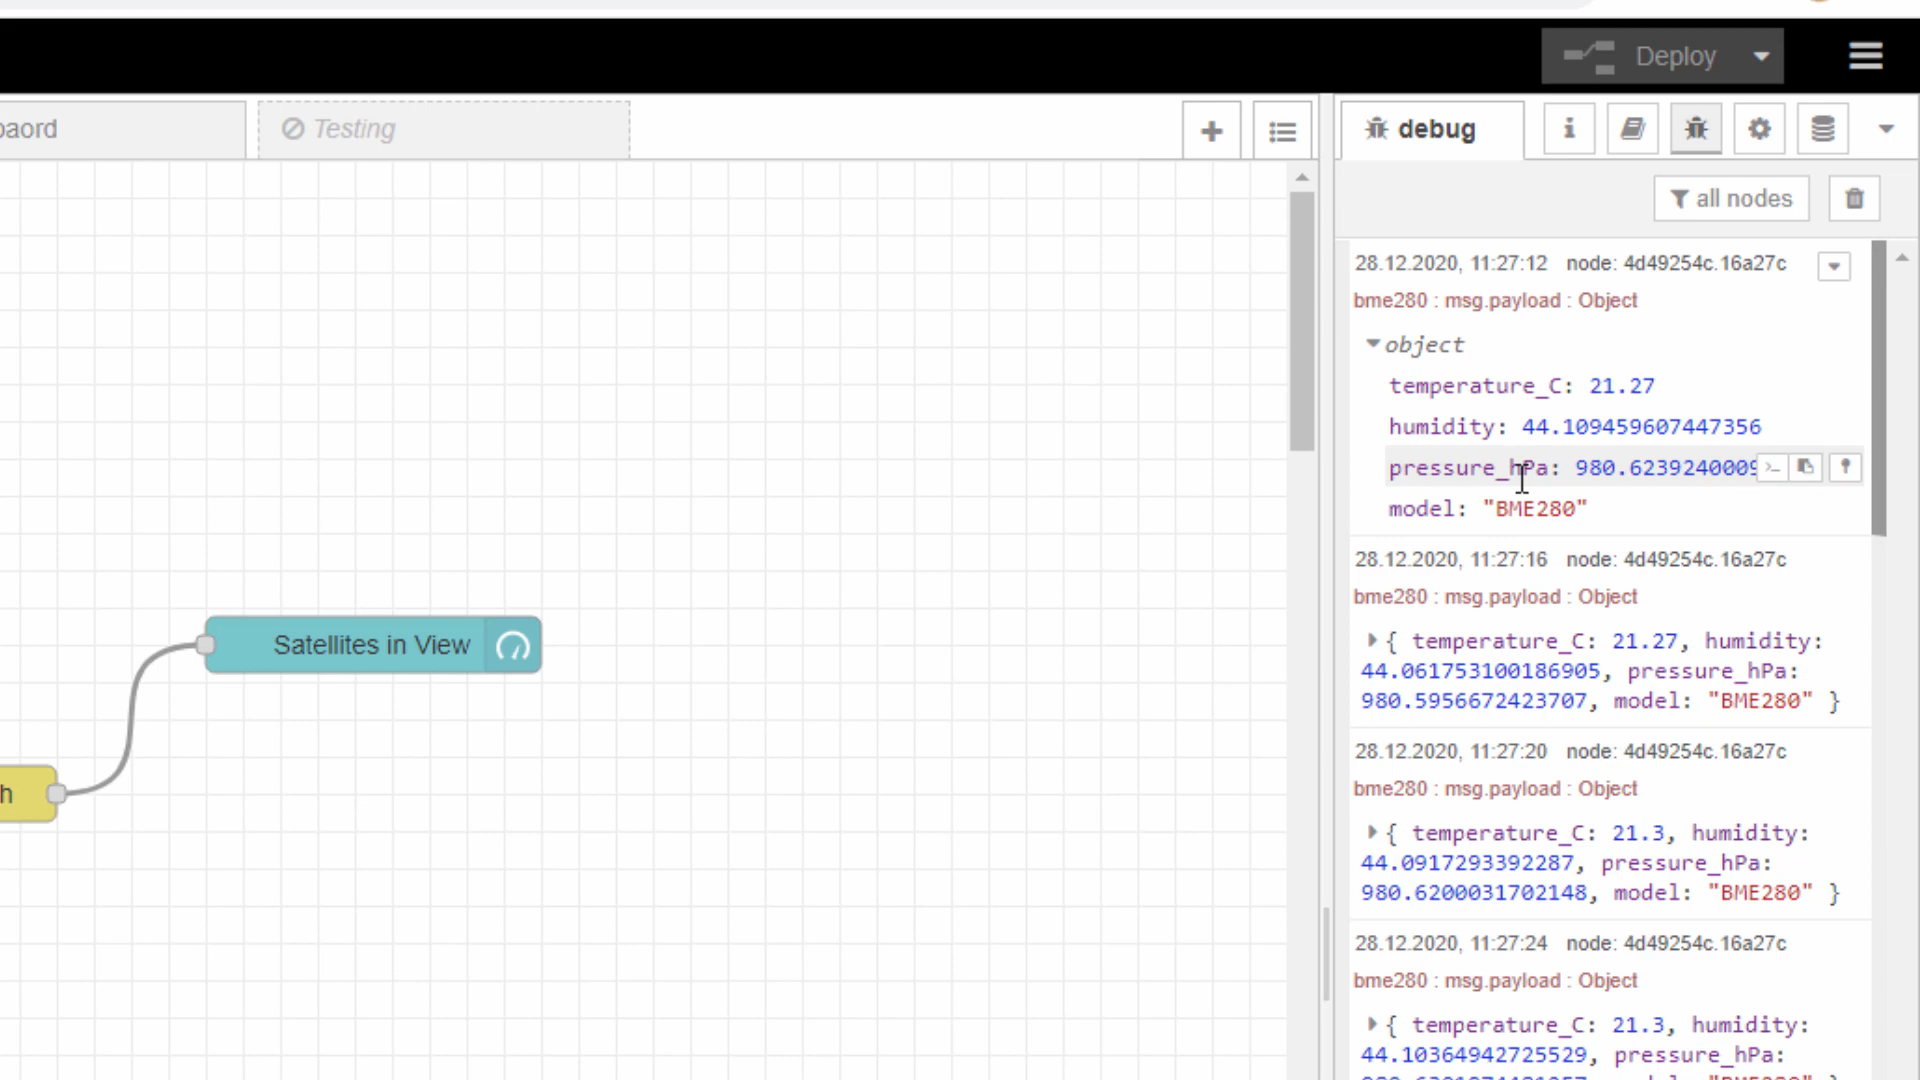 Deploy
paord
Testing
debug
all nodes
28.12.2020, 11:27:12 node: 4d49254c.16a27c
bme280 : msg.payload : Object
object
temperature_C: 21.27
humidity: 44.109459607447356
pressure_hPa: 980.6239240009
model: "BME280"
28.12.2020, 11:27:16 node: 4d49254c.16a27c
bme280 : msg.payload : Object
{ temperature_C: 21.27, humidity:
44.061753100186905, pressure_hPa:
980.5956672423707, model: "BME280" }
Satellites in View
28.12.2020, 11:27:20 node: 4d49254c.16a27c
bme280 : msg.payload : Object
h
{ temperature_C: 21.3, humidity:
44.0917293392287, pressure_hPa:
980.6200031702148, model: "BME280" }
28.12.2020, 11:27:24 node: 4d49254c.16a27c
bme280 : msg.payload : Object
{ temperature_C: 21.3, humidity:
44.10364942725529, pressure_hPa: